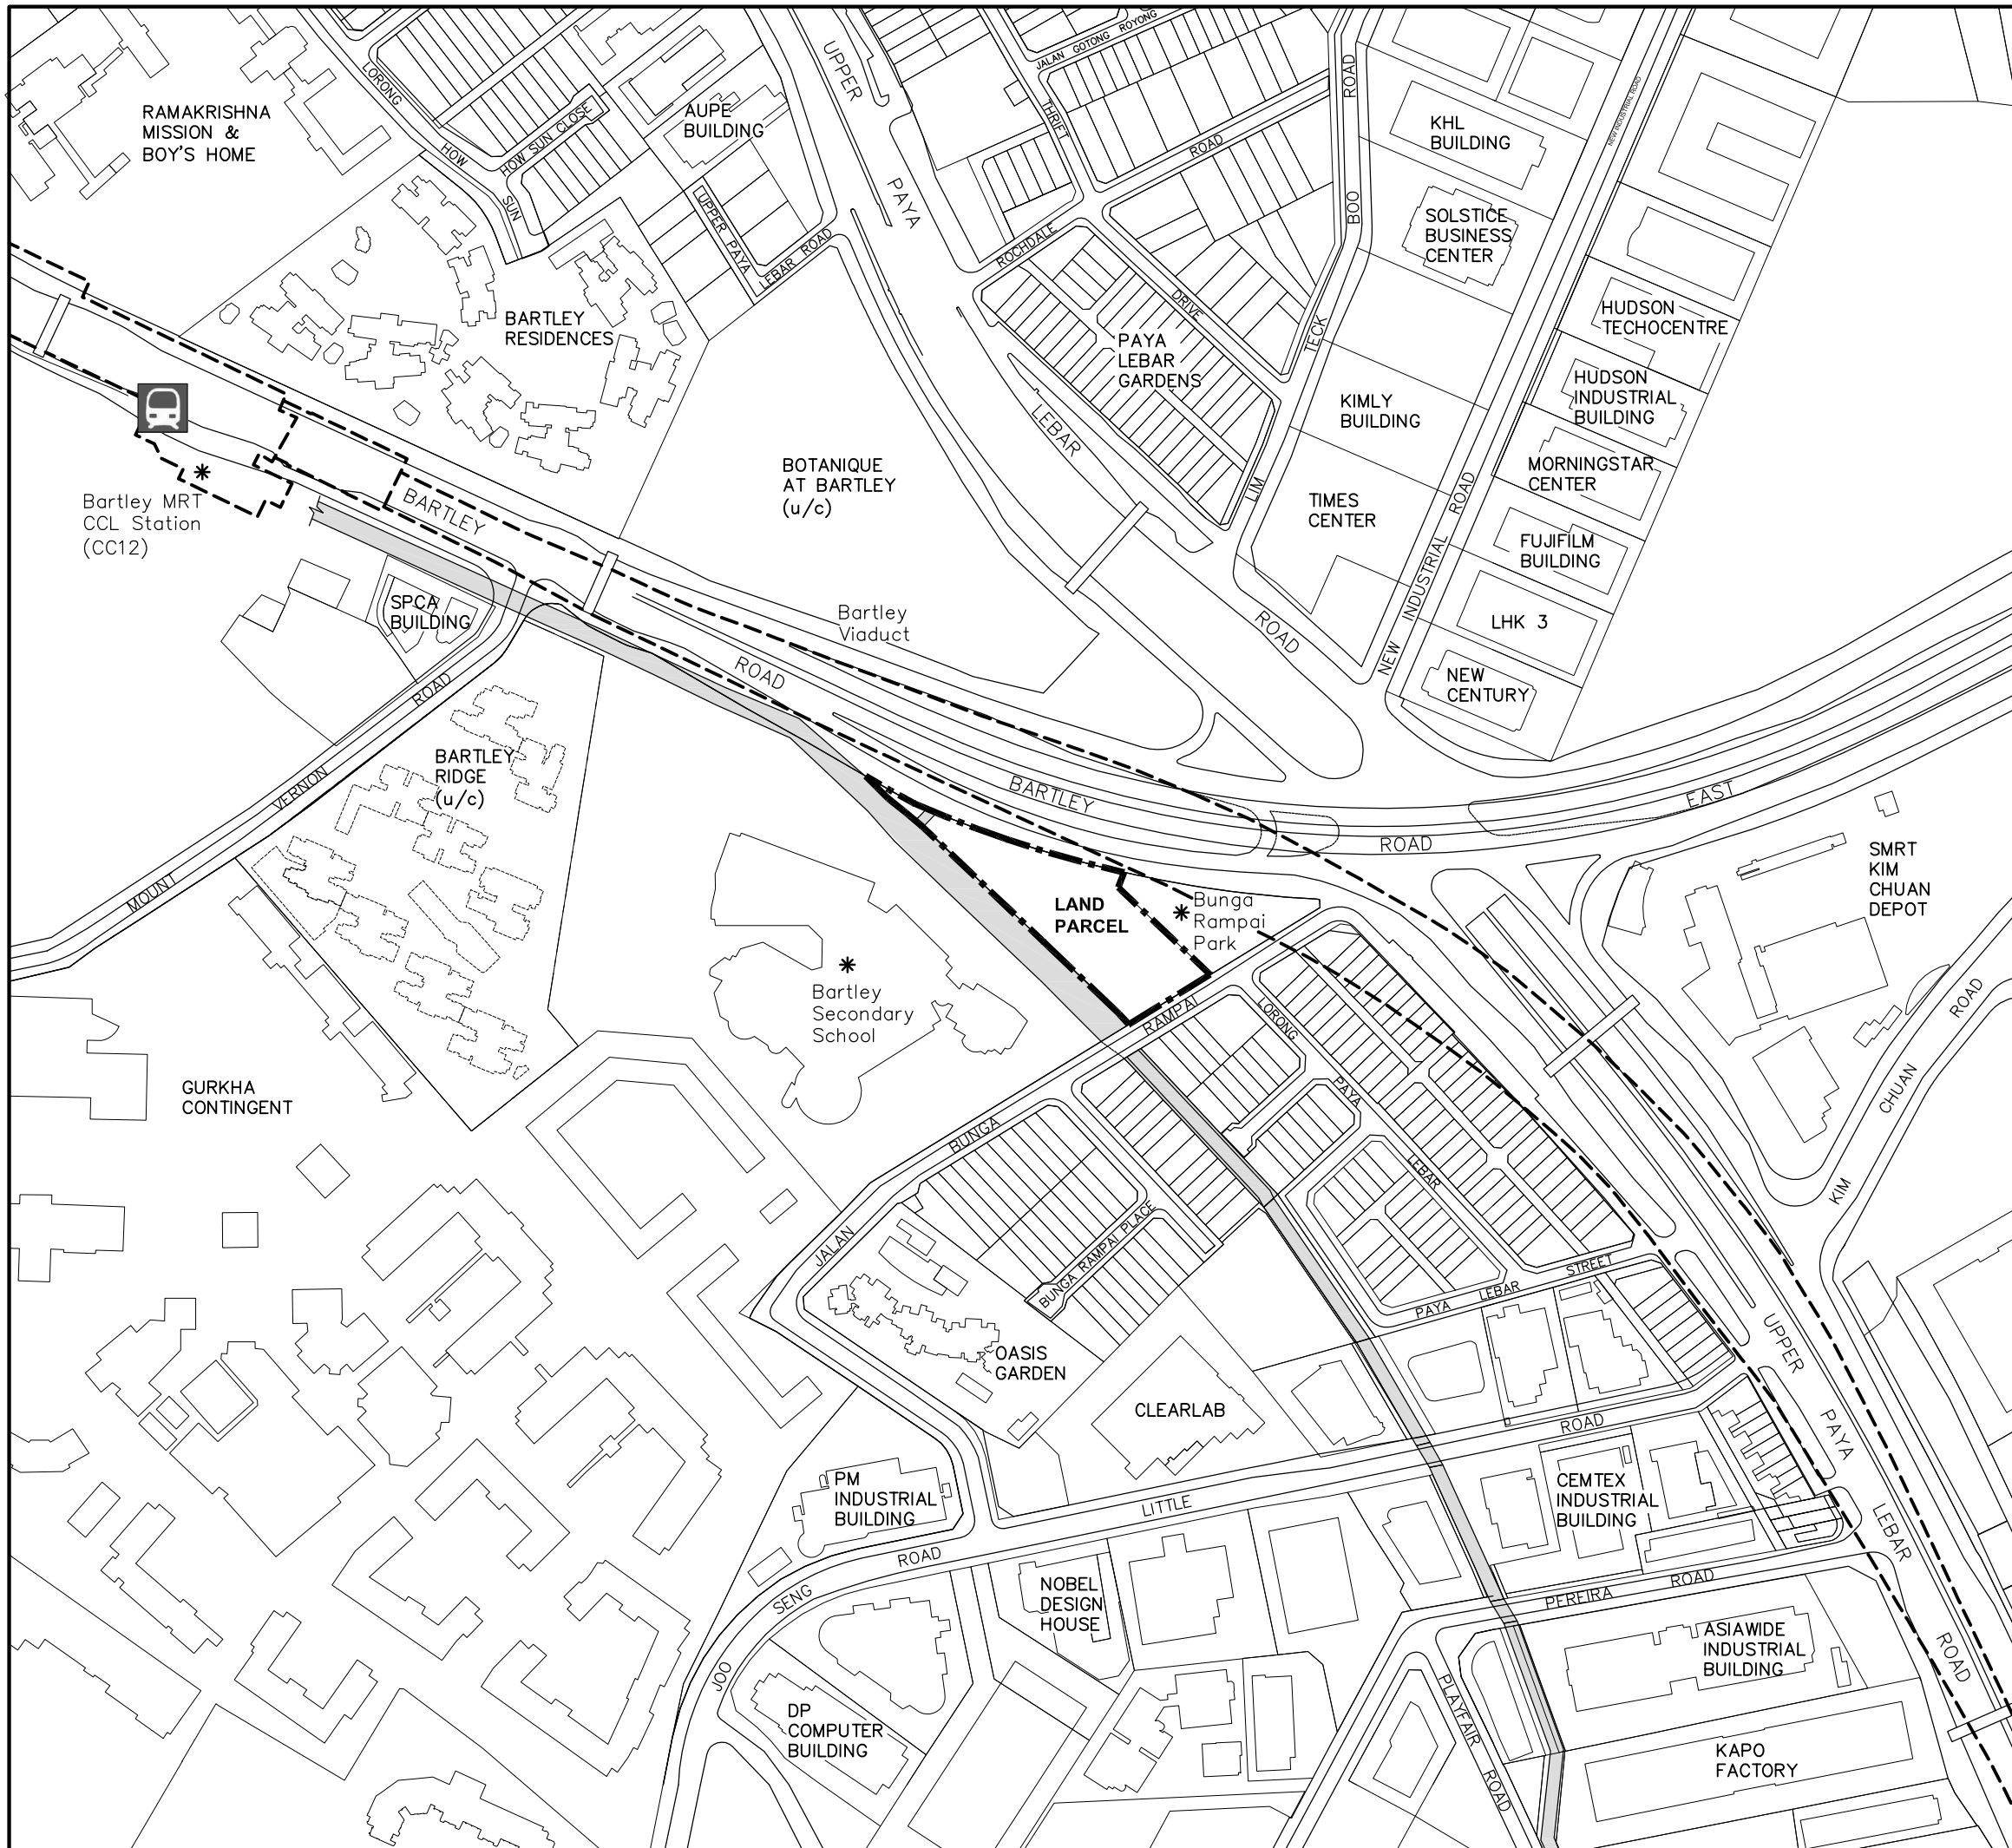 RAMAKRISHNA
MISSION &
BOY'S HOME
LORONG
HOW
SUN
HOW SUN CLOSE
AUPE
BUILDING
UPPER PAYA
LEBAR ROAD
UPPER
PAYA
LEBAR
ROAD
JALAN GOTONG ROYONG
THRIFT
ROAD
ROCHDALE
DRIVE
PAYA
LEBAR
GARDENS
LIM
TECK
BOO
ROAD
KHL
BUILDING
SOLSTICE
BUSINESS
CENTER
NEW INDUSTRIAL ROAD
HUDSON
TECHOCENTRE
HUDSON
INDUSTRIAL
BUILDING
KIMLY
BUILDING
MORNINGSTAR
CENTER
TIMES
CENTER
FUJIFILM
BUILDING
LHK 3
NEW
CENTURY
NEW
INDUSTRIAL
ROAD
BARTLEY
RESIDENCES
BOTANIQUE
AT BARTLEY
(u/c)
Bartley MRT
CCL Station
(CC12)
BARTLEY
ROAD
Bartley
Viaduct
SPCA
BUILDING
MOUNT
VERNON
ROAD
BARTLEY
RIDGE
(u/c)
BARTLEY
ROAD
EAST
SMRT
KIM
CHUAN
DEPOT
LAND
PARCEL
Bunga
Rampai
Park
Bartley
Secondary
School
GURKHA
CONTINGENT
JALAN
BUNGA
RAMPAI
LORONG
PAYA
LEBAR
BUNGA RAMPAI PLACE
PAYA
LEBAR
STREET
KIM
CHUAN
ROAD
OASIS
GARDEN
CLEARLAB
UPPER
PAYA
LEBAR
ROAD
PM
INDUSTRIAL
BUILDING
LITTLE
ROAD
CEMTEX
INDUSTRIAL
BUILDING
JOO
SENG
ROAD
NOBEL
DESIGN
HOUSE
PEREIRA
ROAD
ASIAWIDE
INDUSTRIAL
BUILDING
PLAYFAIR
ROAD
DP
COMPUTER
BUILDING
KAPO
FACTORY